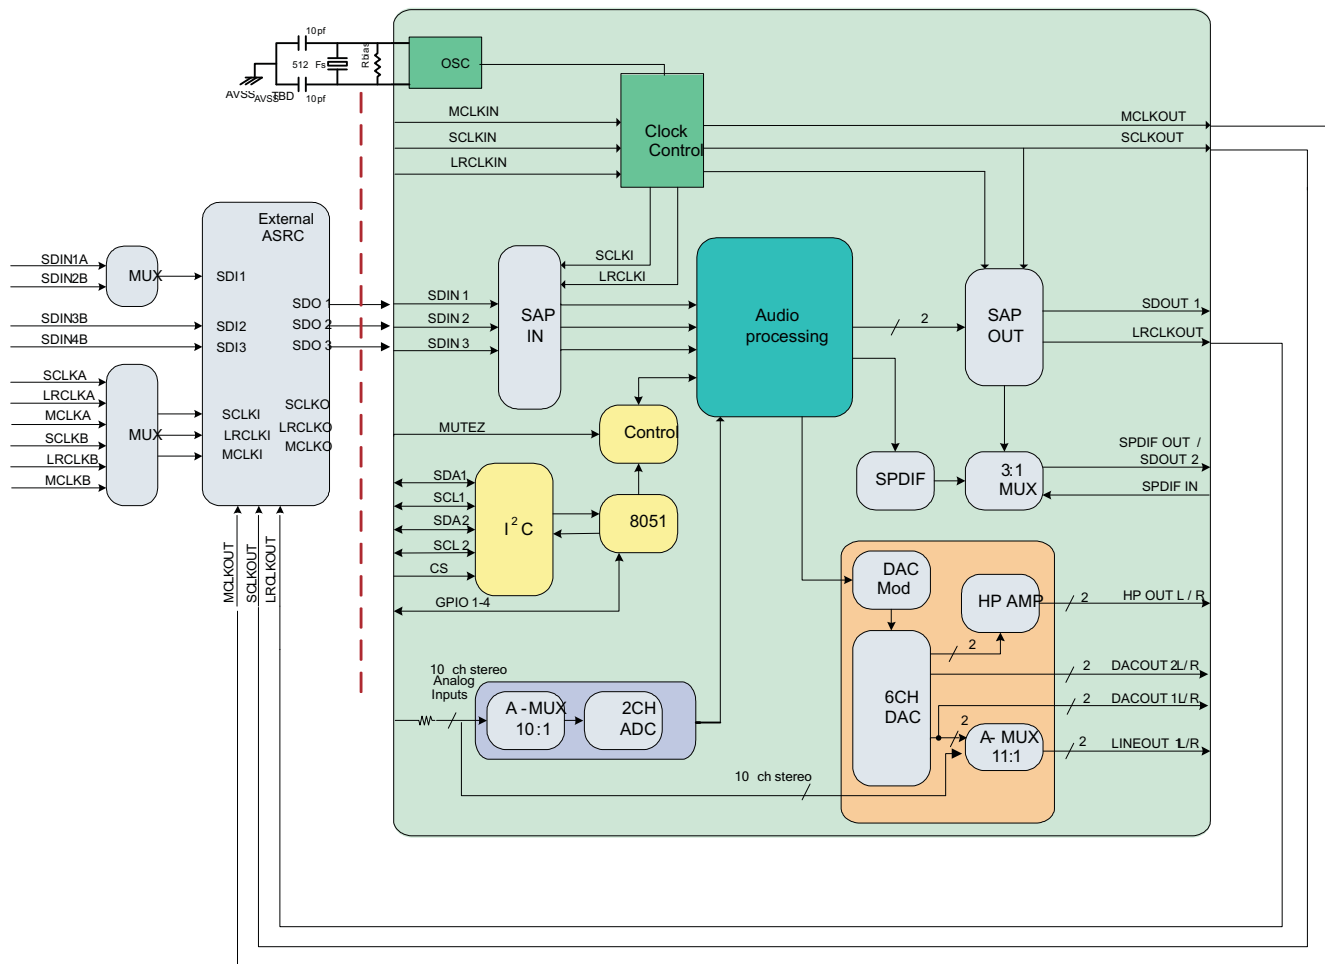 10pf
512 Fs
Rbias
OSC
AVSS
AVSS
TBD
10pf
MCLKIN
SCLKIN
LRCLKIN
Clock
Control
MCLKOUT
SCLKOUT
External
ASRC
SDIN1A
SDIN2B
MUX
SDI1
SDIN3B
SDIN4B
SDI2
SDI3
SDO 1
SDO 2
SDO 3
SCLKA
LRCLKA
MCLKA
SCLKB
LRCLKB
MCLKB
MUX
SCLKI
LRCLKI
MCLKI
SCLKO
LRCLKO
MCLKO
MCLKOUT
SCLKOUT
LRCLKOUT
SDIN 1
SDIN 2
SDIN 3
SAP
IN
SCLKI
LRCLKI
Audio
processing
2
SAP
OUT
SDOUT 1
LRCLKOUT
MUTEZ
Control
SDA1
SCL1
SDA2
SCL 2
CS
GPIO 1-4
I2C
8051
SPDIF
3:1
MUX
SPDIF OUT /
SDOUT 2
SPDIF IN
DAC
Mod
HP AMP
2
HP OUT L / R
2
6CH
DAC
2
DACOUT 2L/R
2
DACOUT 1L/R
2
A- MUX
11:1
2
LINEOUT 1L/R
10 ch stereo
Analog
Inputs
A - MUX
10:1
2CH
ADC
10 ch stereo